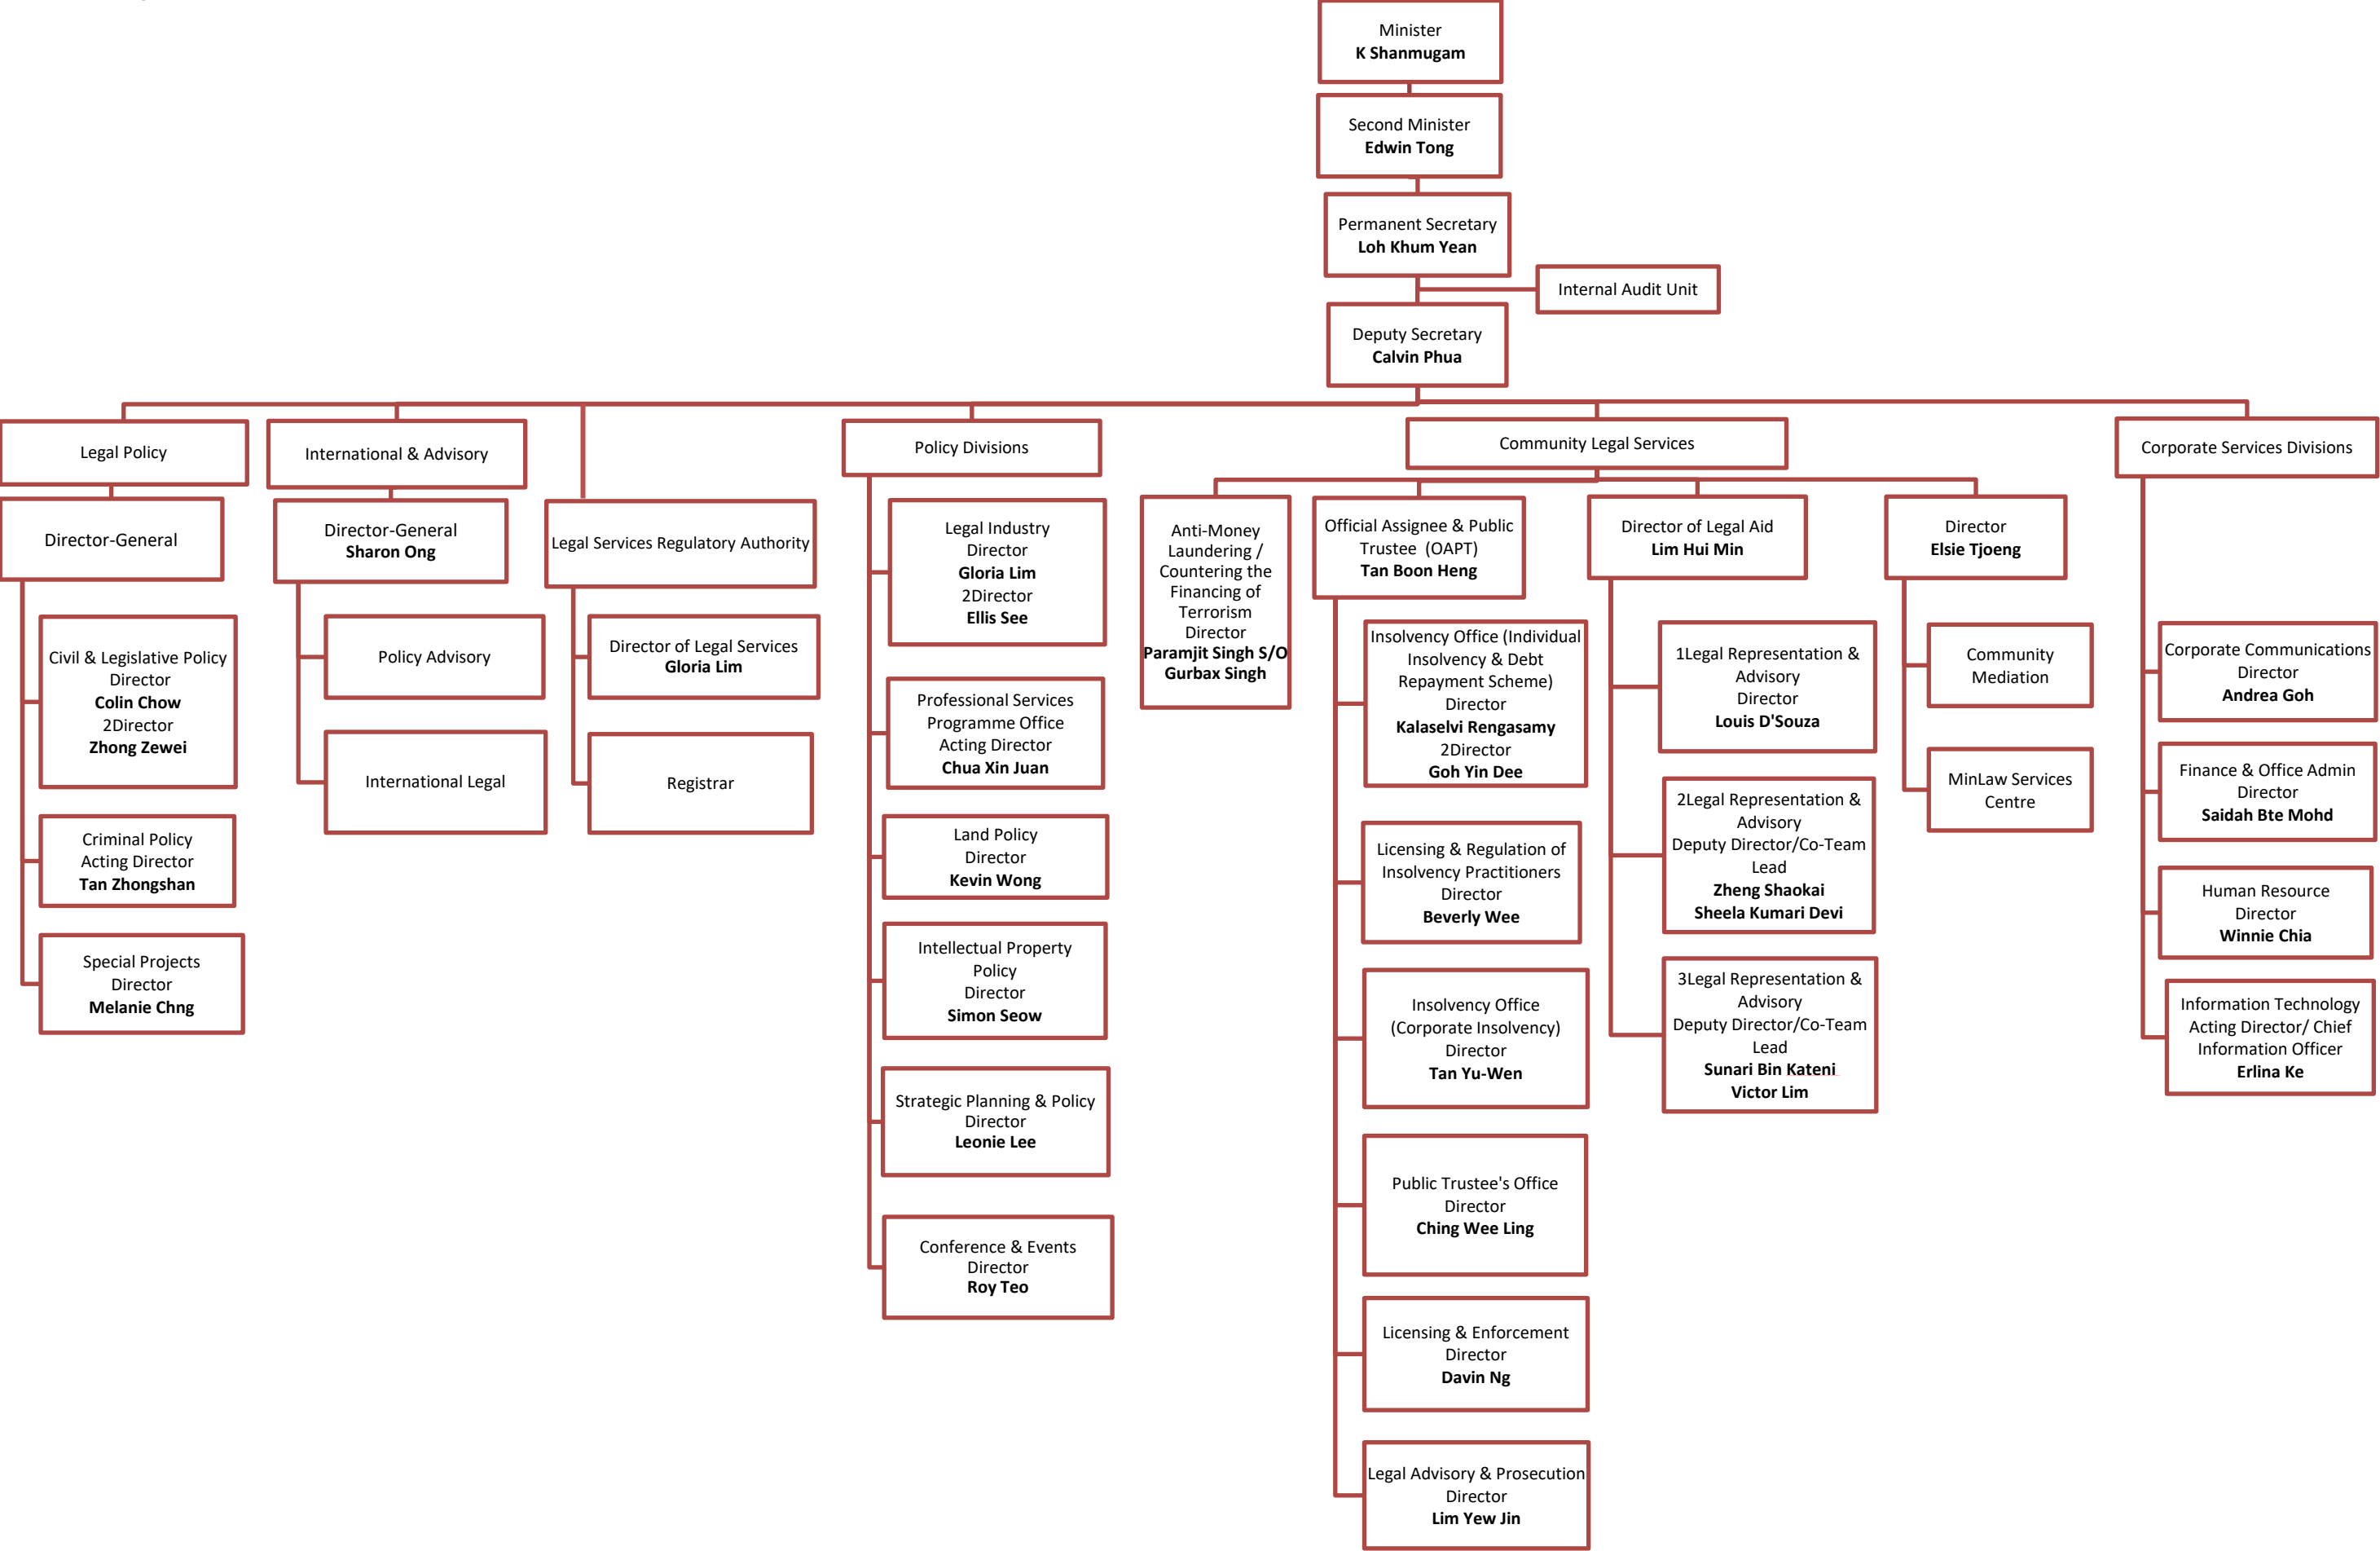 Minister
K Shanmugam
Second Minister
Edwin Tong
Permanent Secretary
Loh Khum Yean
Internal Audit Unit
Deputy Secretary
Calvin Phua
Legal Policy
Director-General
Civil & Legislative Policy
Director
Colin Chow
2Director
Zhong Zewei
Criminal Policy
Acting Director
Tan Zhongshan
Special Projects
Director
Melanie Chng
International & Advisory
Director-General
Sharon Ong
Policy Advisory
International Legal
Legal Services Regulatory Authority
Director of Legal Services
Gloria Lim
Registrar
Policy Divisions
Legal Industry
Director
Gloria Lim
2Director
Ellis See
Professional Services
Programme Office
Acting Director
Chua Xin Juan
Land Policy
Director
Kevin Wong
Intellectual Property
Policy
Director
Simon Seow
Strategic Planning & Policy
Director
Leonie Lee
Conference & Events
Director
Roy Teo
Community Legal Services
Anti-Money
Laundering /
Countering the
Financing of
Terrorism
Director
Paramjit Singh S/O
Gurbax Singh
Official Assignee & Public
Trustee (OAPT)
Tan Boon Heng
Insolvency Office (Individual
Insolvency & Debt
Repayment Scheme)
Director
Kalaselvi Rengasamy
2Director
Goh Yin Dee
Licensing & Regulation of
Insolvency Practitioners
Director
Beverly Wee
Insolvency Office
(Corporate Insolvency)
Director
Tan Yu-Wen
Public Trustee's Office
Director
Ching Wee Ling
Licensing & Enforcement
Director
Davin Ng
Legal Advisory & Prosecution
Director
Lim Yew Jin
Director of Legal Aid
Lim Hui Min
1Legal Representation &
Advisory
Director
Louis D'Souza
2Legal Representation &
Advisory
Deputy Director/Co-Team
Lead
Zheng Shaokai
Sheela Kumari Devi
3Legal Representation &
Advisory
Deputy Director/Co-Team
Lead
Sunari Bin Kateni
Victor Lim
Director
Elsie Tjoeng
Community
Mediation
MinLaw Services
Centre
Corporate Services Divisions
Corporate Communications
Director
Andrea Goh
Finance & Office Admin
Director
Saidah Bte Mohd
Human Resource
Director
Winnie Chia
Information Technology
Acting Director/ Chief
Information Officer
Erlina Ke